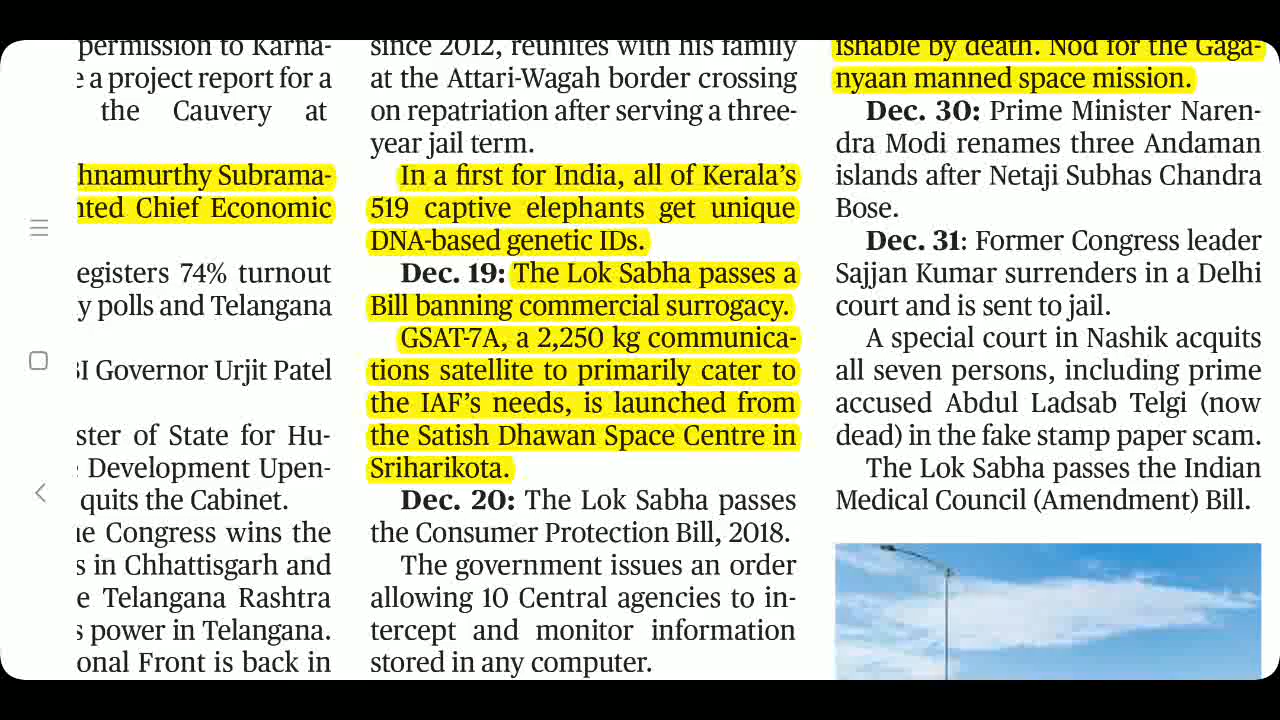 permission to Karna-
a project report for a
the Cauvery at
hnamurthy Subrama-
nted Chief Economic
egisters 74% turnout
y polls and Telangana
BI Governor Urjit Patel
ster of State for Hu-
Development Upen-
quits the Cabinet.
ne Congress wins the
s in Chhattisgarh and
e Telangana Rashtra
s power in Telangana.
onal Front is back in
since 2012, reunites with his family
at the Attari-Wagah border crossing
on repatriation after serving a three-
year jail term.
In a first for India, all of Kerala's
519 captive elephants get unique
DNA-based genetic IDs.
Dec. 19: The Lok Sabha passes a
Bill banning commercial surrogacy.
GSAT-7A, a 2,250 kg communica-
tions satellite to primarily cater to
the IAF's needs, is launched from
the Satish Dhawan Space Centre in
Sriharikota.
Dec. 20: The Lok Sabha passes
the Consumer Protection Bill, 2018.
The government issues an order
allowing 10 Central agencies to in-
tercept and monitor information
stored in any computer.
ishable by death. Nod for the Gaga-
nyaan manned space mission.
Dec. 30: Prime Minister Naren-
dra Modi renames three Andaman
islands after Netaji Subhas Chandra
Bose.
Dec. 31: Former Congress leader
Sajjan Kumar surrenders in a Delhi
court and is sent to jail.
A special court in Nashik acquits
all seven persons, including prime
accused Abdul Ladsab Telgi (now
dead) in the fake stamp paper scam.
The Lok Sabha passes the Indian
Medical Council (Amendment) Bill.